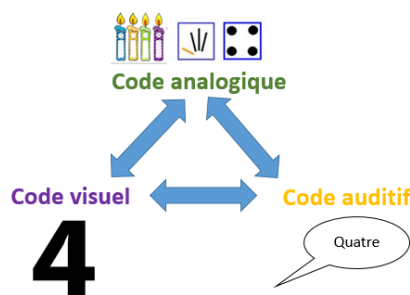 Code analogique
Code visuel
Code auditif
4
Quatre